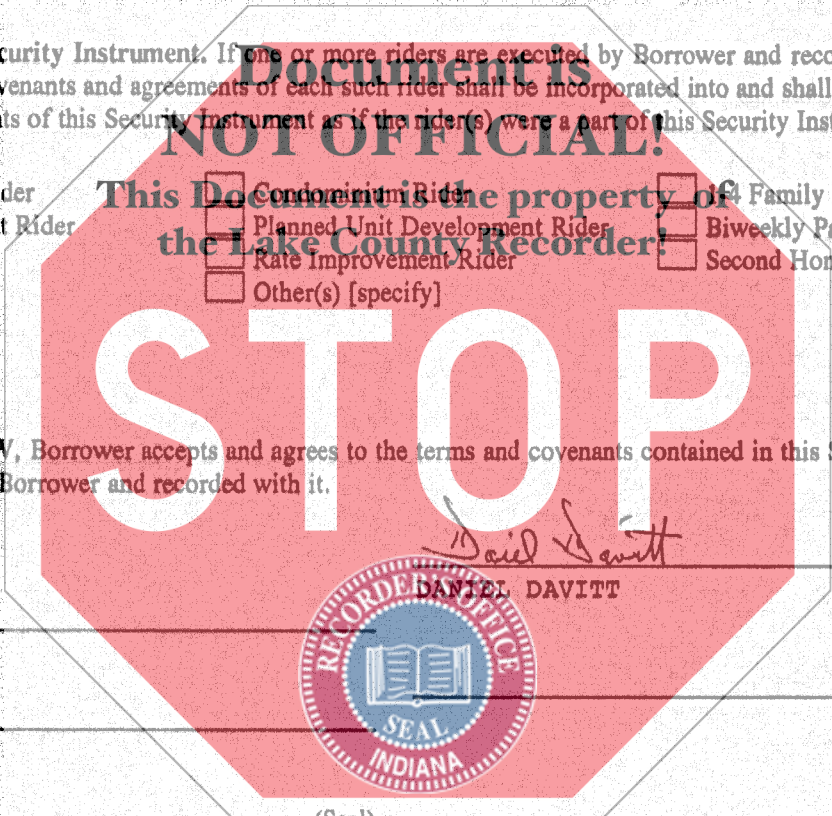 curity Instrument. If one or more riders are executed by Borrower and reco
venants and agreements of each such rider shall be incorporated into and shall
ts of this Security Instrument as if the rider(s) were a part of this Security Inst
Document is
NOT OFFICIAL!
This Document is the property of
the Lake County Recorder!
der Condominium Rider 1-4 Family
t Rider Planned Unit Development Rider Biweekly Pa
Rate Improvement Rider Second Hom
Other(s) [specify]
STOP
V, Borrower accepts and agrees to the terms and covenants contained in this S
Borrower and recorded with it.
Daniel Davitt
DANIEL DAVITT
RECORDER'S OFFICE
SEAL
INDIANA
(Seal)